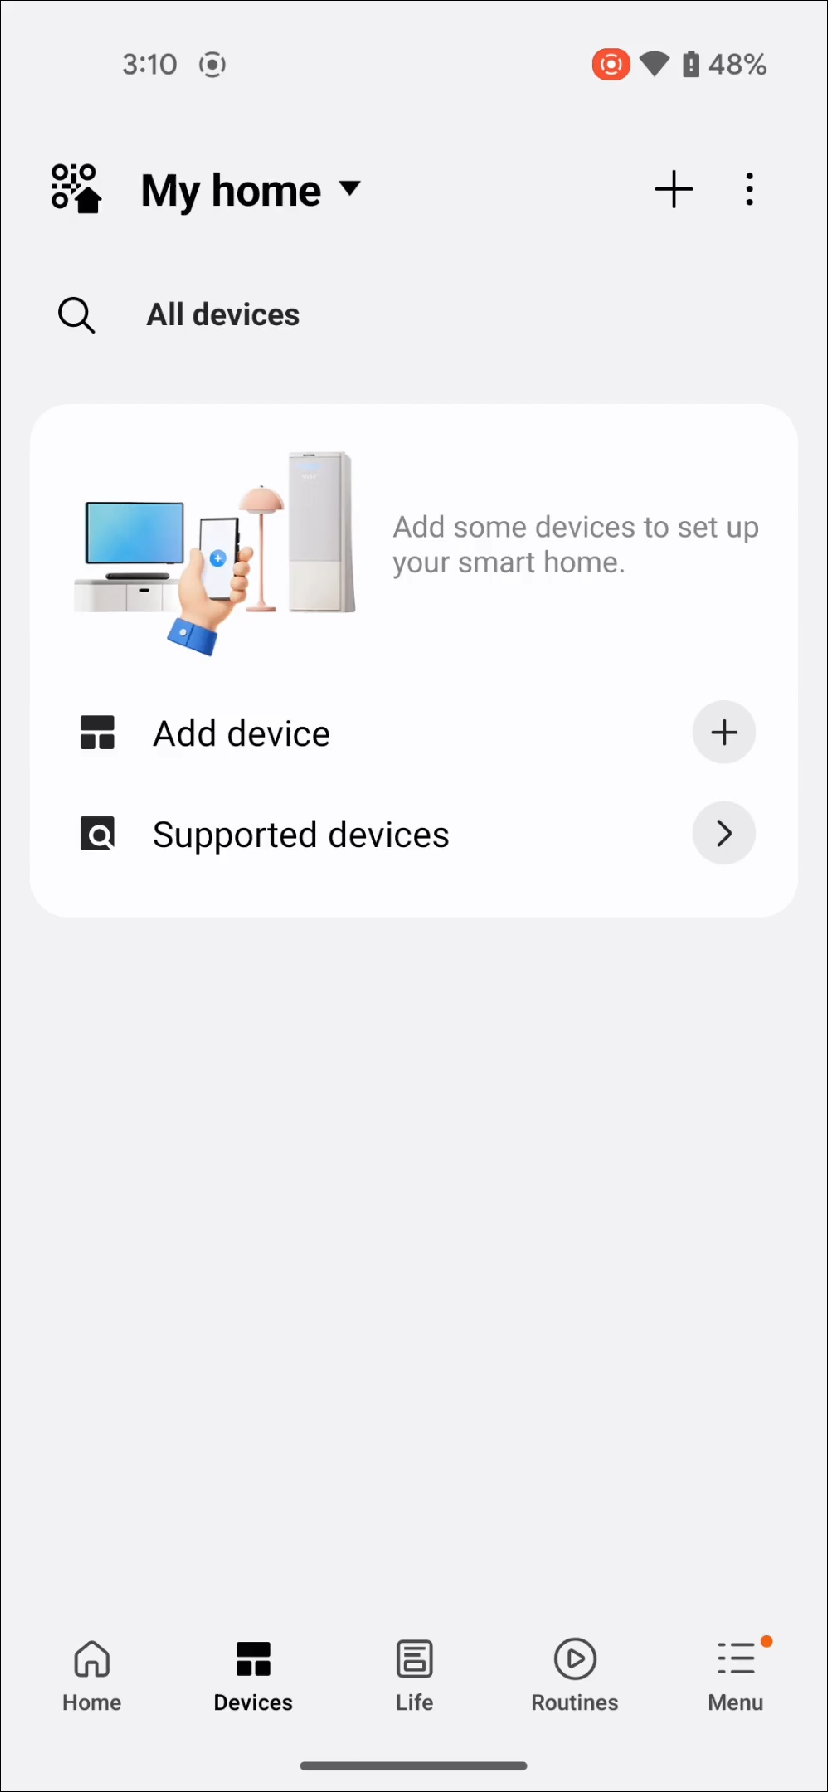 3:10
48%
My home
All devices
Add some devices to set up
your smart home.
Add device
Supported devices
Home
Devices
Life
Routines
Menu